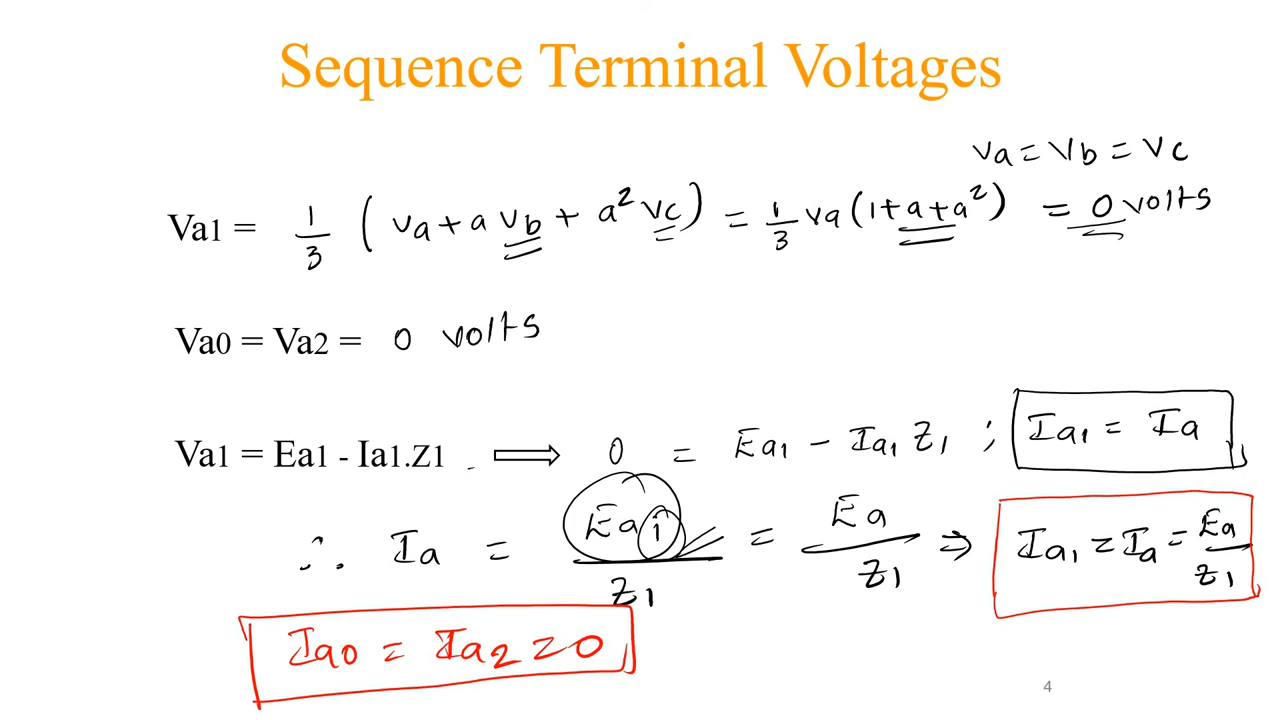 Sequence Terminal Voltages
Va = Vb = Vc
Va1 = 1/3 (Va + a Vb + a² Vc) = 1/3 Va (1 + a + a²) = 0 volts
Va0 = Va2 = 0 volts
Va1 = Ea1 - Ia1.Z1 ⟹ 0 = Ea1 - Ia1 Z1 ; Ia1 = Ia
∴ Ia = Ea1/Z1 = Ea/Z1 ⇒ Ia1 = Ia = Ea/Z1
Ia0 = Ia2 = 0
4